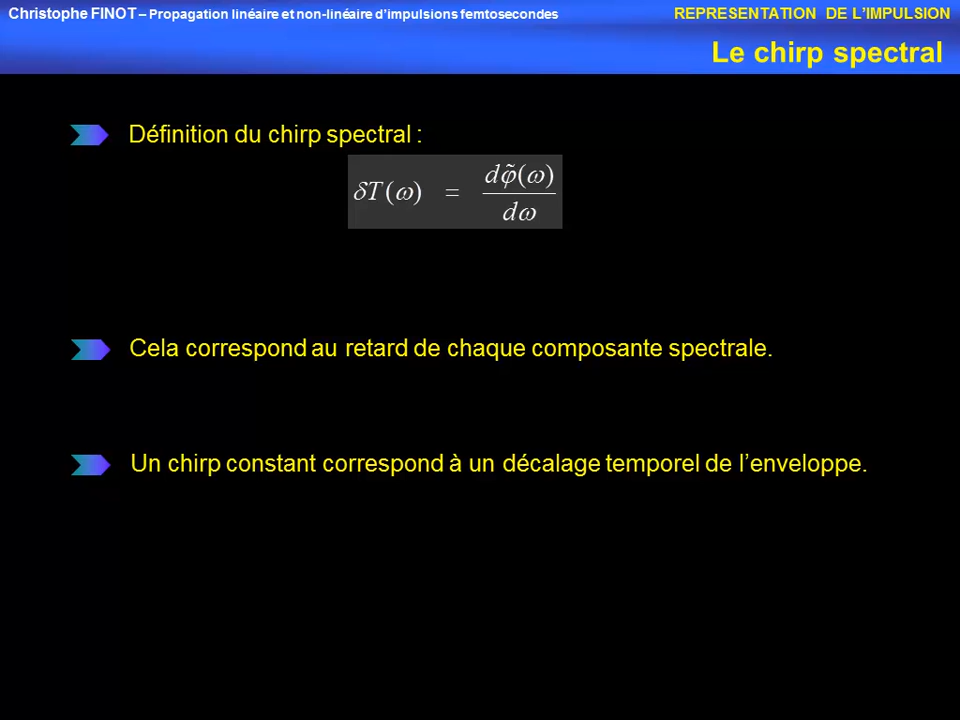 Christophe FINOT – Propagation linéaire et non-linéaire d’impulsions femtosecondes
REPRESENTATION DE L’IMPULSION
Le chirp spectral
Définition du chirp spectral :
δT(ω) = dφ̃(ω)/dω
Cela correspond au retard de chaque composante spectrale.
Un chirp constant correspond à un décalage temporel de l’enveloppe.